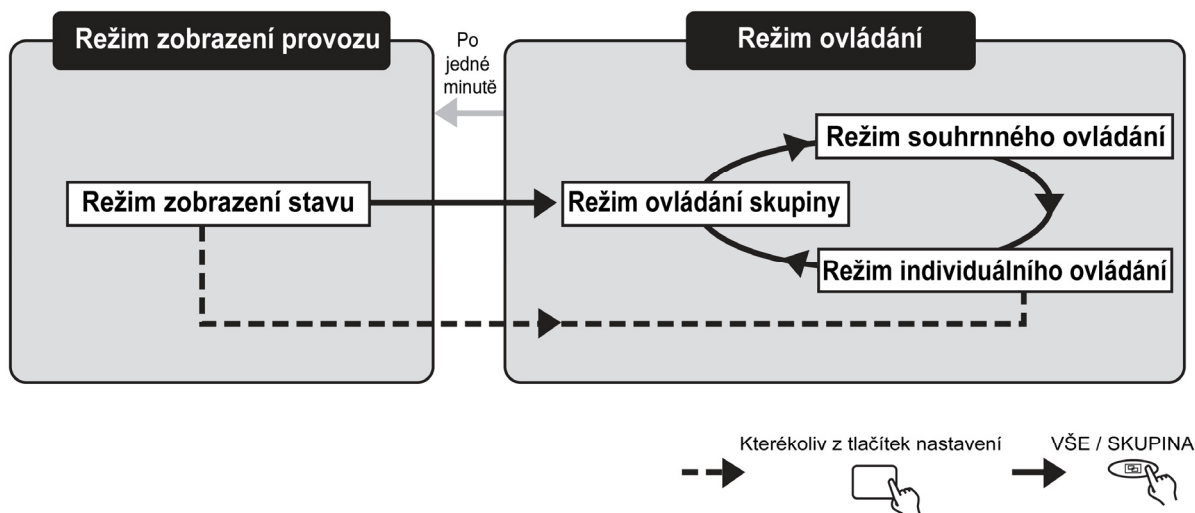 Režim zobrazení provozu
Po
jedné
minutě
Režim ovládání
Režim souhrnného ovládání
Režim zobrazení stavu
Režim ovládání skupiny
Režim individuálního ovládání
Kterékoliv z tlačítek nastavení
VŠE / SKUPINA